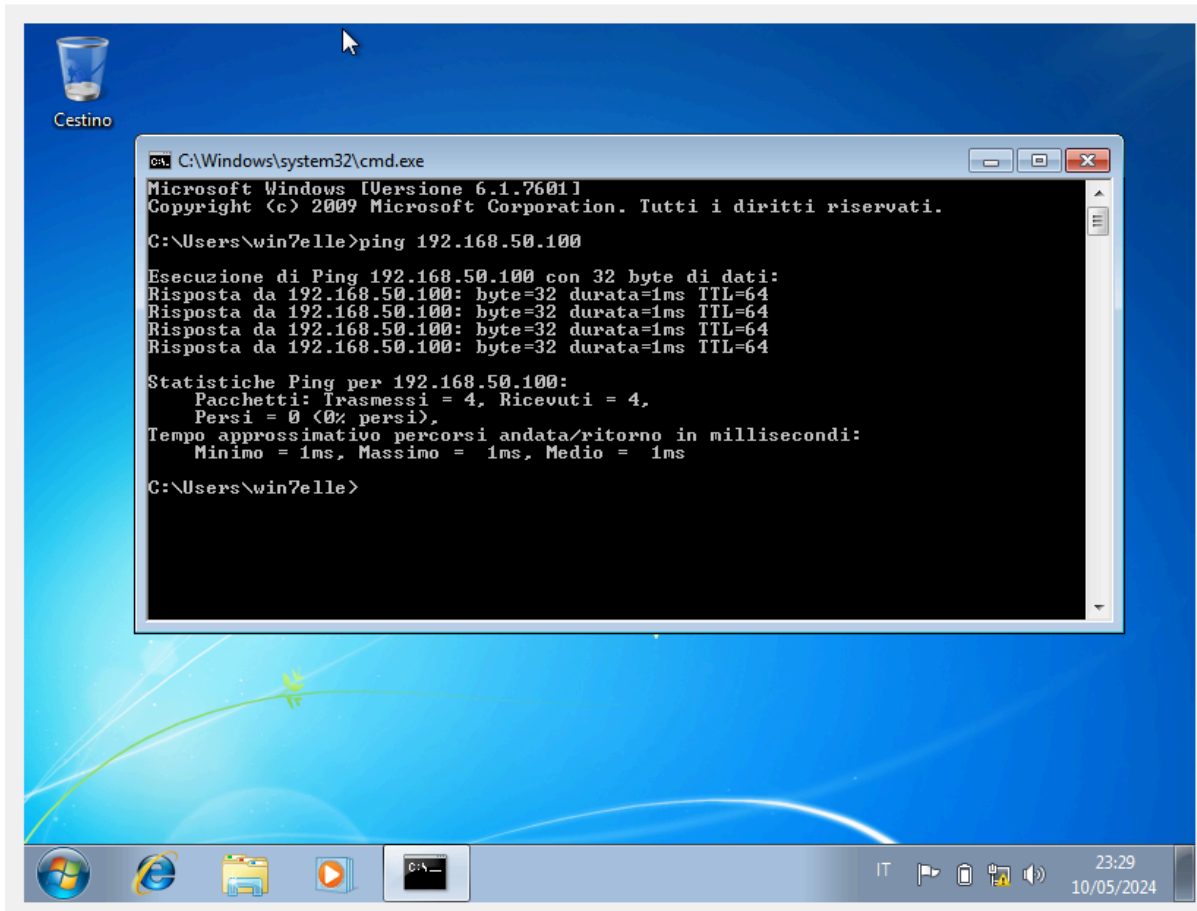 Cestino
C:\Windows\system32\cmd.exe
Microsoft Windows [Versione 6.1.7601]
Copyright (c) 2009 Microsoft Corporation. Tutti i diritti riservati.
C:\Users\win7elle>ping 192.168.50.100
Esecuzione di Ping 192.168.50.100 con 32 byte di dati:
Risposta da 192.168.50.100: byte=32 durata=1ms TTL=64
Risposta da 192.168.50.100: byte=32 durata=1ms TTL=64
Risposta da 192.168.50.100: byte=32 durata=1ms TTL=64
Risposta da 192.168.50.100: byte=32 durata=1ms TTL=64
Statistiche Ping per 192.168.50.100:
    Pacchetti: Trasmessi = 4, Ricevuti = 4,
    Persi = 0 (0% persi),
Tempo approssimativo percorsi andata/ritorno in millisecondi:
    Minimo = 1ms, Massimo =  1ms, Medio =  1ms
C:\Users\win7elle>
C:\
IT
23:29
10/05/2024